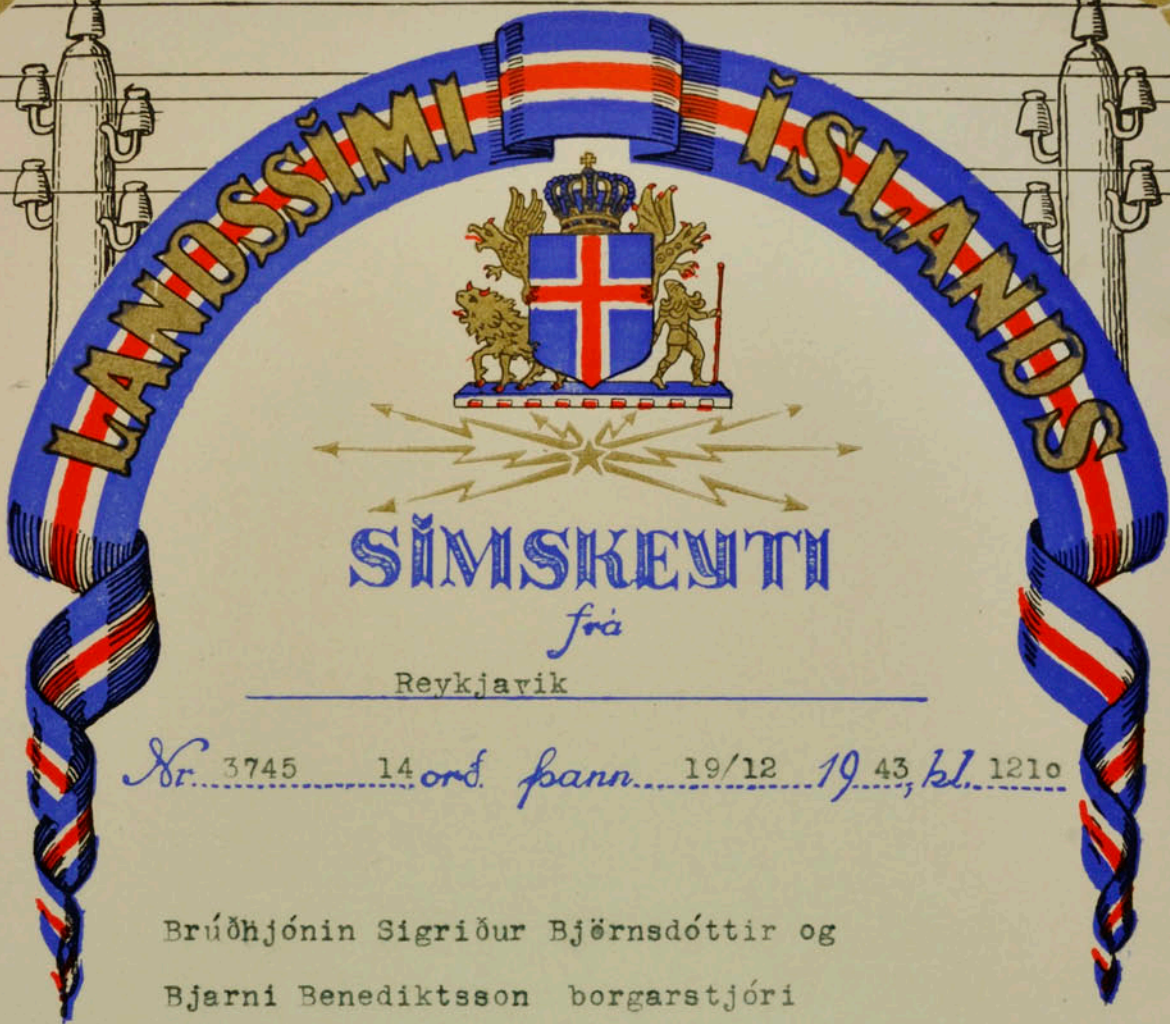 LANDSSÍMI ÍSLANDS
SÍMSKEYTI
frá
Reykjavik
Nr. 3745 14 orð. þann 19/12 19 43, kl. 121o
Brúðhjónin Sigriður Björnsdóttir og
Bjarni Benediktsson borgarstjóri